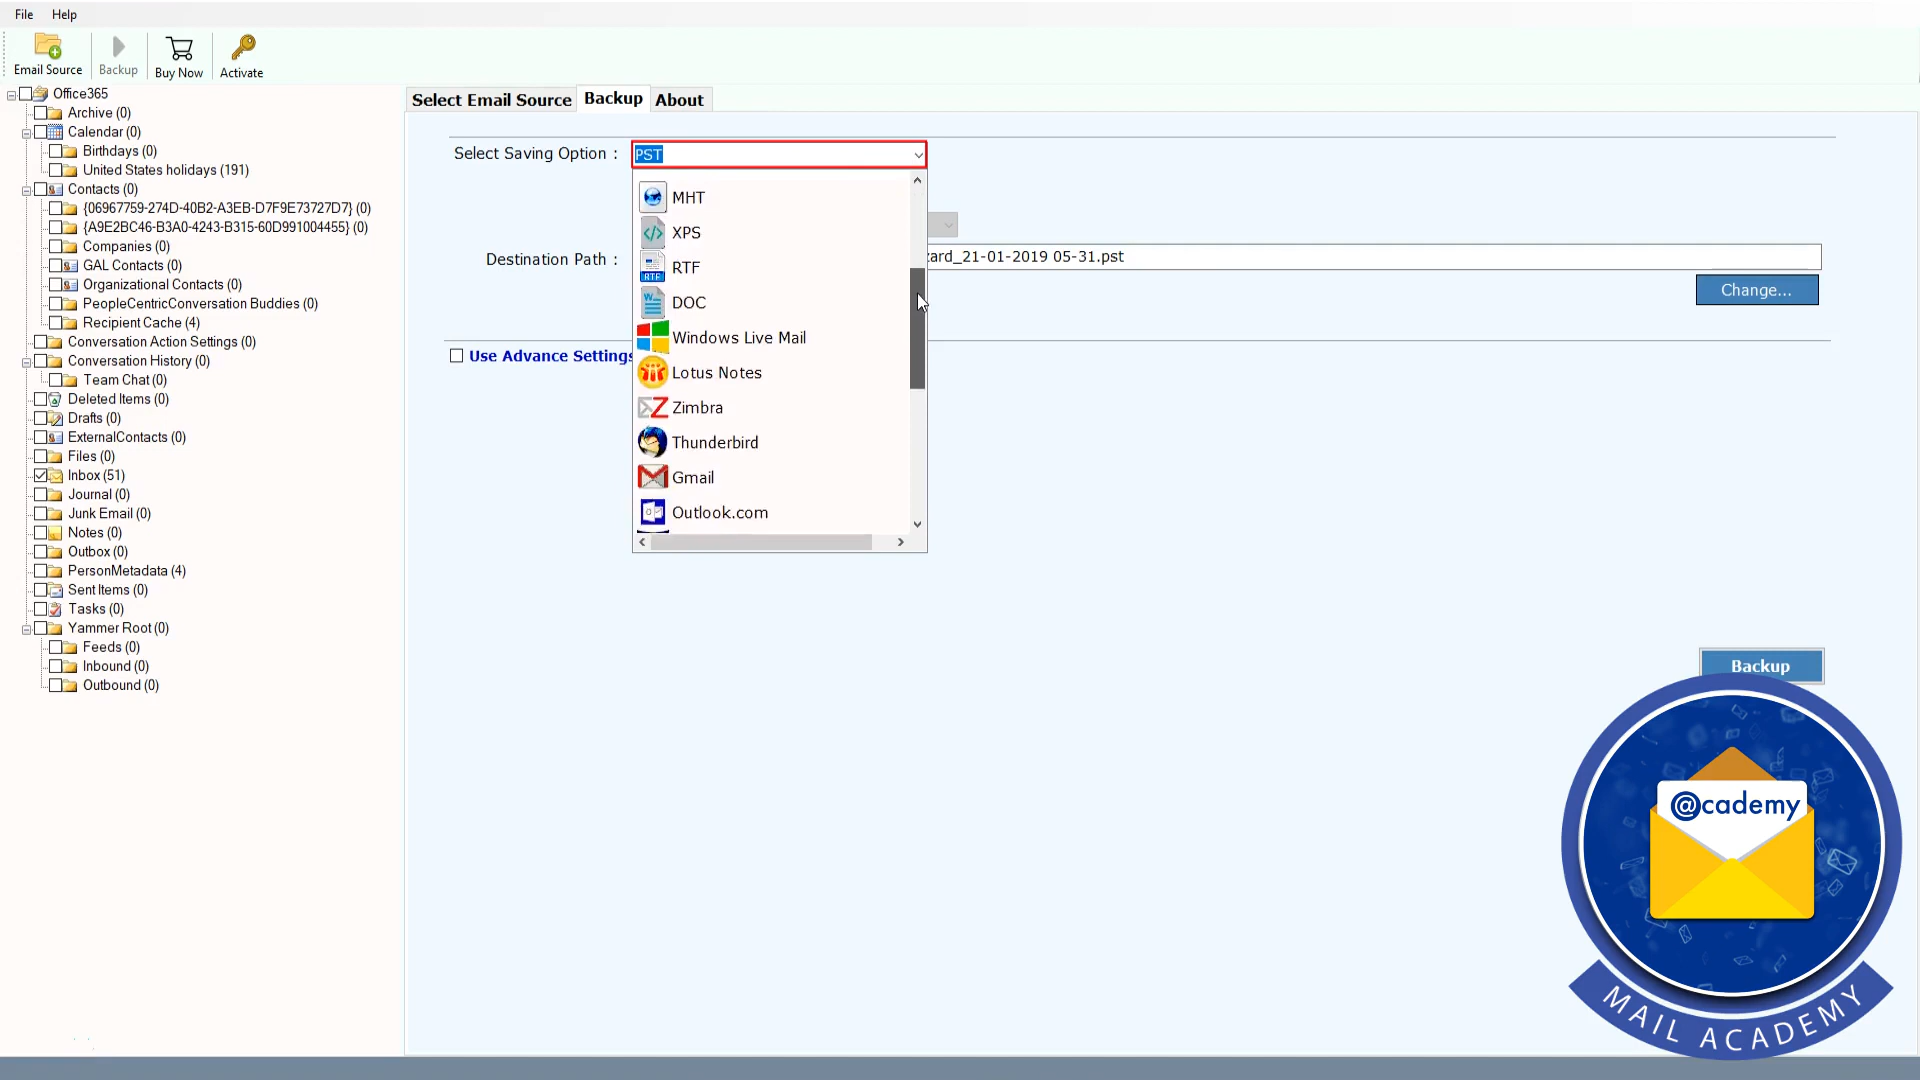 File Help
Email Source Backup Buy Now Activate
Office365
Archive (0)
Calendar (0)
Birthdays (0)
United States holidays (191)
Contacts (0)
{06967759-274D-40B2-A3EB-D7F9E73727D7} (0)
{A9E2BC46-B3A0-4243-B315-60D991004455} (0)
Companies (0)
GAL Contacts (0)
Organizational Contacts (0)
PeopleCentricConversation Buddies (0)
Recipient Cache (4)
Conversation Action Settings (0)
Conversation History (0)
Team Chat (0)
Deleted Items (0)
Drafts (0)
ExternalContacts (0)
Files (0)
Inbox (51)
Journal (0)
Junk Email (0)
Notes (0)
Outbox (0)
PersonMetadata (4)
Sent Items (0)
Tasks (0)
Yammer Root (0)
Feeds (0)
Inbound (0)
Outbound (0)
Select Email Source Backup About
Select Saving Option : PST
MHT
XPS
RTF
DOC
Windows Live Mail
Lotus Notes
Zimbra
Thunderbird
Gmail
Outlook.com
Destination Path : zard_21-01-2019 05-31.pst
Change...
Use Advance Settings
Backup
@cademy
MAIL ACADEMY